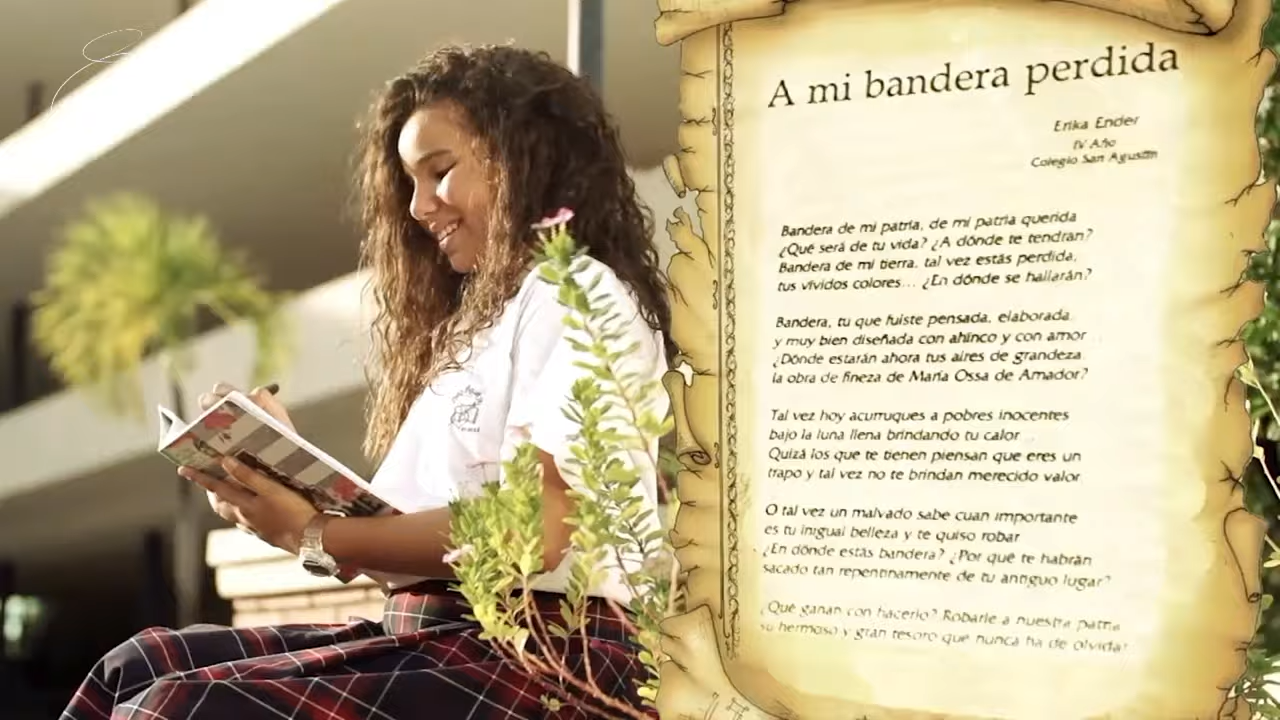 A mi bandera perdida
Erika Ender
IV Año
Colegio San Agustín
Bandera de mi patria, de mi patria querida
¿Qué será de tu vida? ¿A dónde te tendrán?
Bandera de mi tierra, tal vez estás perdida,
tus vívidos colores... ¿En dónde se hallarán?
Bandera, tu que fuiste pensada, elaborada
y muy bien diseñada con ahínco y con amor
¿Dónde estarán ahora tus aires de grandeza
la obra de fineza de María Ossa de Amador?
Tal vez hoy acurruques a pobres inocentes
bajo la luna llena brindando tu calor
Quizá los que te tienen piensan que eres un
trapo y tal vez no te brindan merecido valor
O tal vez un malvado sabe cuan importante
es tu inigual belleza y te quiso robar
¿En dónde estás bandera? ¿Por qué te habrán
sacado tan repentinamente de tu antiguo lugar?
¿Qué ganan con hacerlo? Robarle a nuestra patria
su hermoso y gran tesoro que nunca ha de olvidar